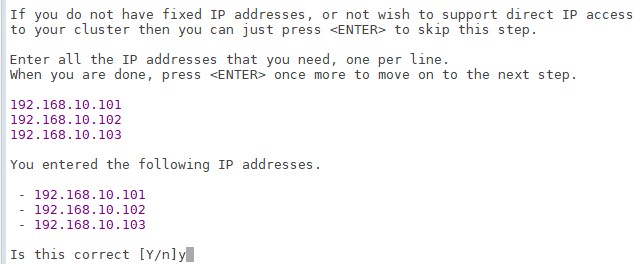 If you do not have fixed IP addresses, or not wish to support direct IP access
to your cluster then you can just press <ENTER> to skip this step.
Enter all the IP addresses that you need, one per line.
When you are done, press <ENTER> once more to move on to the next step.
192.168.10.101
192.168.10.102
192.168.10.103
You entered the following IP addresses.
- 192.168.10.101
- 192.168.10.102
- 192.168.10.103
Is this correct [Y/n]y